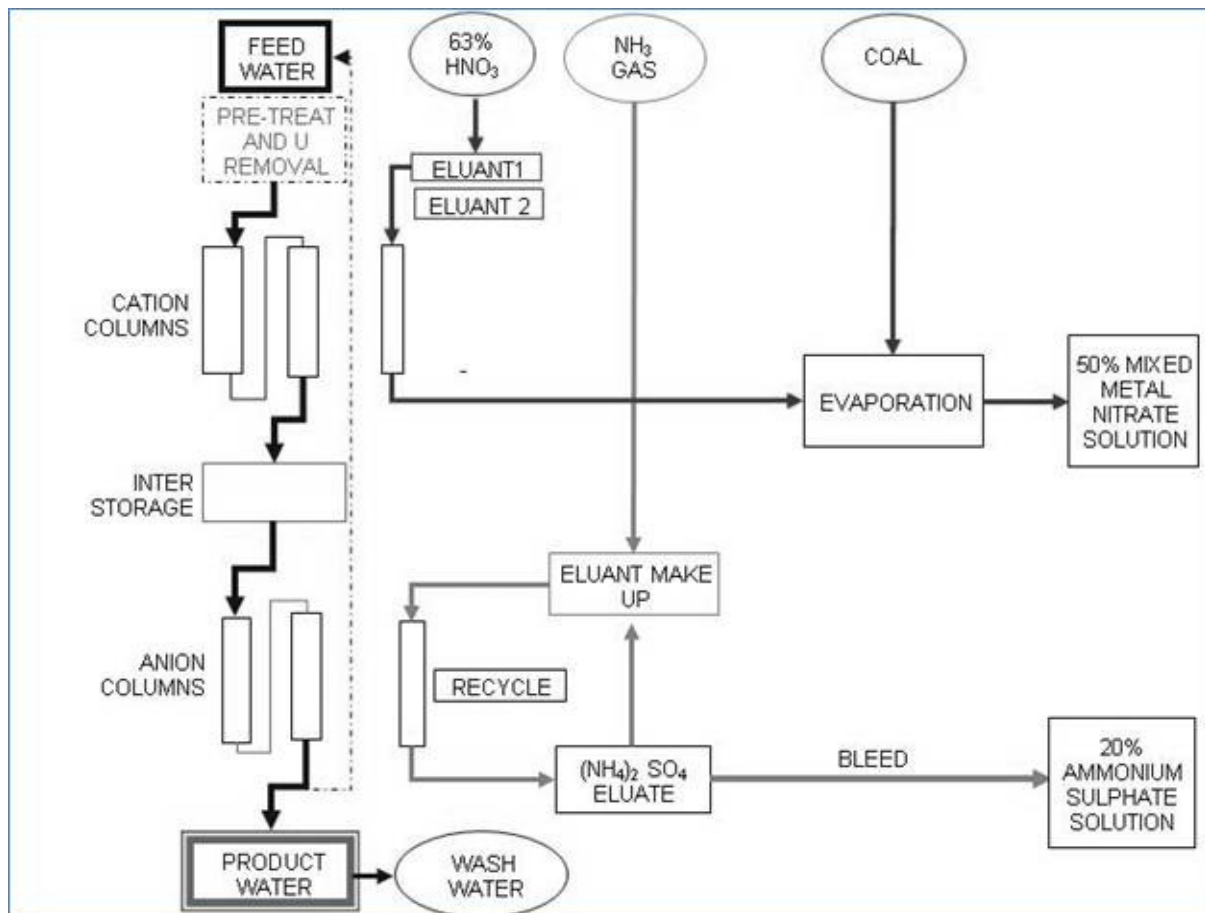 FEED
WATER
PRE-TREAT
AND U
REMOVAL
CATION
COLUMNS
INTER
STORAGE
ANION
COLUMNS
PRODUCT
WATER
WASH
WATER
63%
HNO₃
ELUANT1
ELUANT 2
NH₃
GAS
COAL
EVAPORATION
50% MIXED
METAL
NITRATE
SOLUTION
ELUANT MAKE
UP
RECYCLE
(NH₄)₂ SO₄
ELUATE
BLEED
20%
AMMONIUM
SULPHATE
SOLUTION